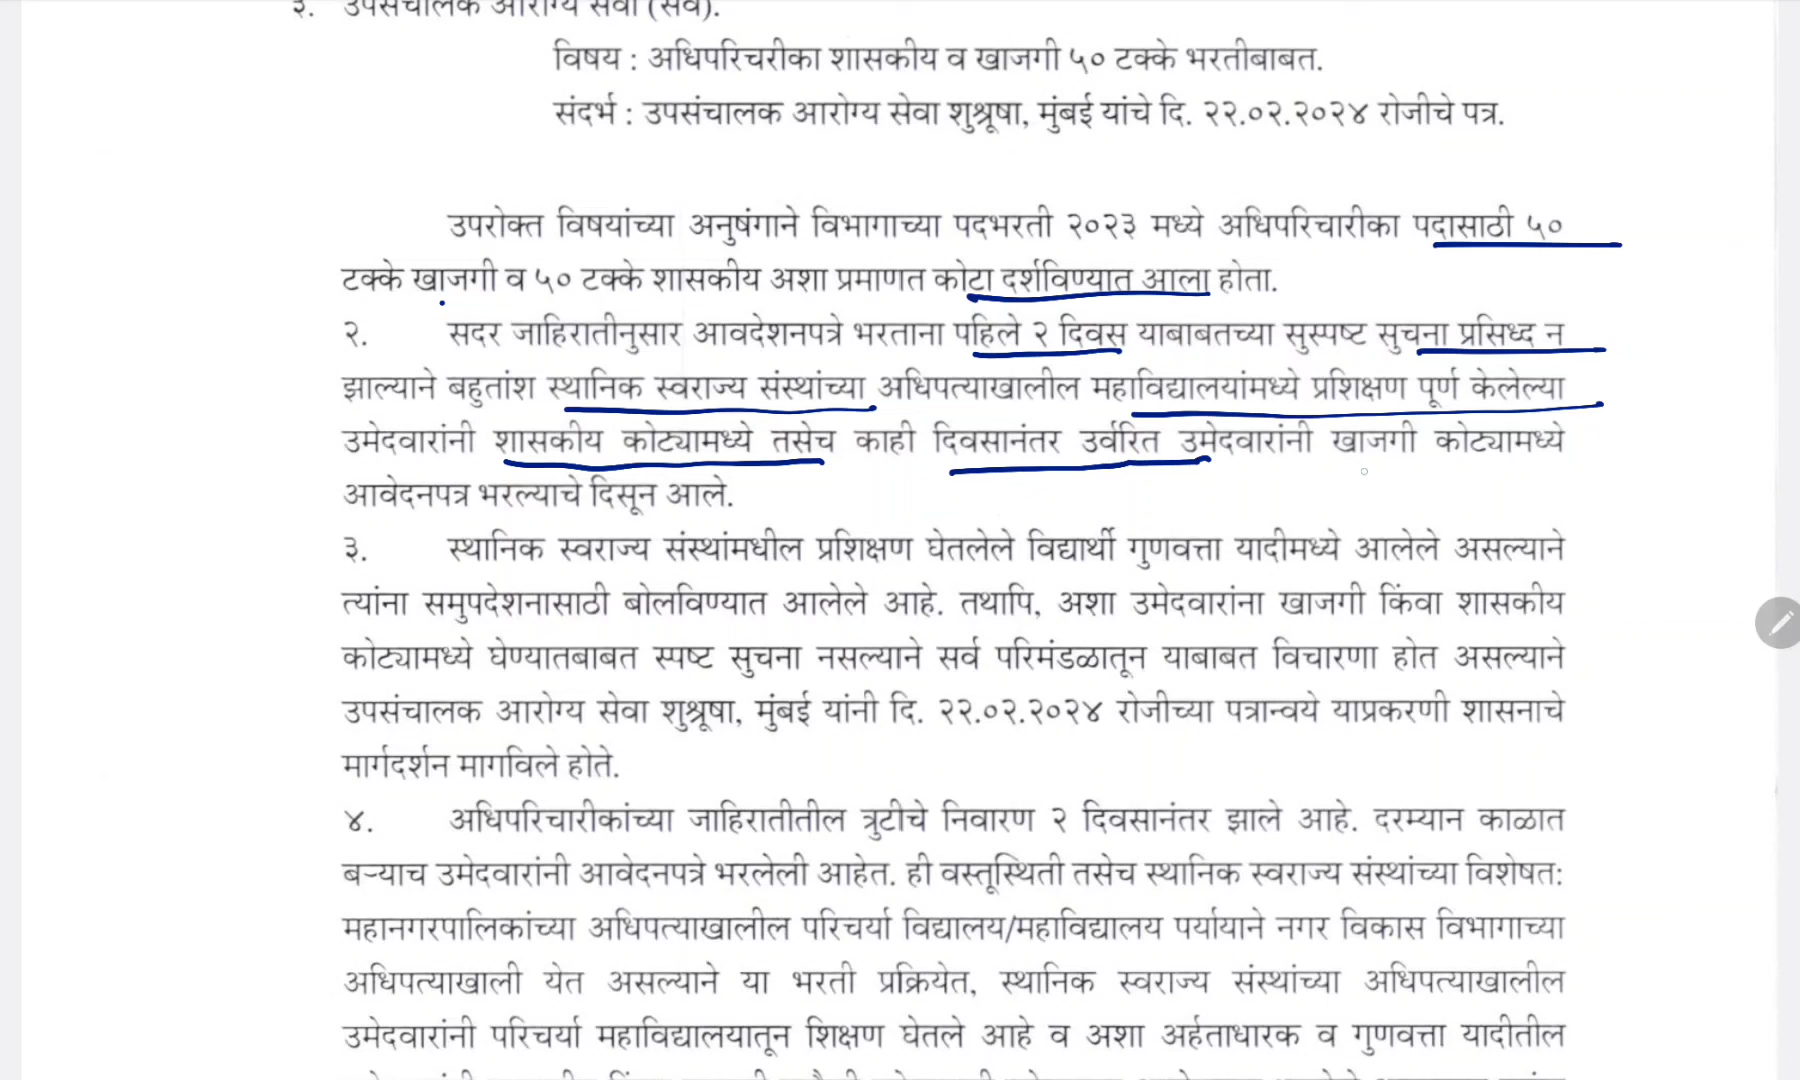 ३. उपसंचालक आरोग्य सेवा (सर्व).
विषय : अधिपरिचरीका शासकीय व खाजगी ५० टक्के भरतीबाबत.
संदर्भ : उपसंचालक आरोग्य सेवा शुश्रूषा, मुंबई यांचे दि. २२.०२.२०२४ रोजीचे पत्र.
उपरोक्त विषयांच्या अनुषंगाने विभागाच्या पदभरती २०२३ मध्ये अधिपरिचारीका पदासाठी ५०
टक्के खाजगी व ५० टक्के शासकीय अशा प्रमाणत कोटा दर्शविण्यात आला होता.
२. सदर जाहिरातीनुसार आवदेशनपत्रे भरताना पहिले २ दिवस याबाबतच्या सुस्पष्ट सुचना प्रसिध्द न
झाल्याने बहुतांश स्थानिक स्वराज्य संस्थांच्या अधिपत्याखालील महाविद्यालयांमध्ये प्रशिक्षण पूर्ण केलेल्या
उमेदवारांनी शासकीय कोट्यामध्ये तसेच काही दिवसानंतर उर्वरित उमेदवारांनी खाजगी कोट्यामध्ये
आवेदनपत्र भरल्याचे दिसून आले.
३. स्थानिक स्वराज्य संस्थांमधील प्रशिक्षण घेतलेले विद्यार्थी गुणवत्ता यादीमध्ये आलेले असल्याने
त्यांना समुपदेशनासाठी बोलविण्यात आलेले आहे. तथापि, अशा उमेदवारांना खाजगी किंवा शासकीय
कोट्यामध्ये घेण्यातबाबत स्पष्ट सुचना नसल्याने सर्व परिमंडळातून याबाबत विचारणा होत असल्याने
उपसंचालक आरोग्य सेवा शुश्रूषा, मुंबई यांनी दि. २२.०२.२०२४ रोजीच्या पत्रान्वये याप्रकरणी शासनाचे
मार्गदर्शन मागविले होते.
४. अधिपरिचारीकांच्या जाहिरातीतील त्रुटीचे निवारण २ दिवसानंतर झाले आहे. दरम्यान काळात
बऱ्याच उमेदवारांनी आवेदनपत्रे भरलेली आहेत. ही वस्तूस्थिती तसेच स्थानिक स्वराज्य संस्थांच्या विशेषत:
महानगरपालिकांच्या अधिपत्याखालील परिचर्या विद्यालय/महाविद्यालय पर्यायाने नगर विकास विभागाच्या
अधिपत्याखाली येत असल्याने या भरती प्रक्रियेत, स्थानिक स्वराज्य संस्थांच्या अधिपत्याखालील
उमेदवारांनी परिचर्या महाविद्यालयातून शिक्षण घेतले आहे व अशा अर्हताधारक व गुणवत्ता यादीतील